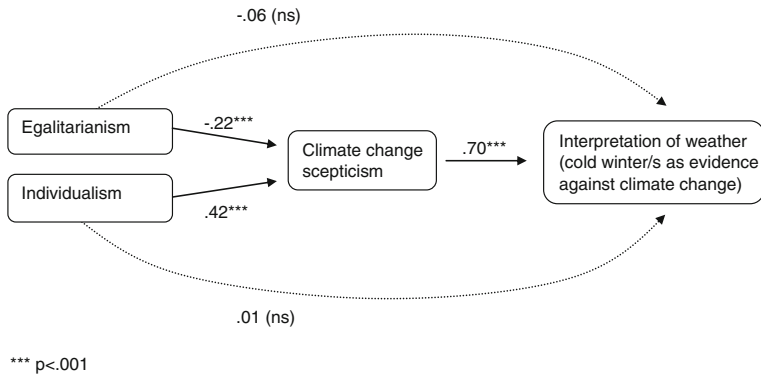 -.06 (ns)
Egalitarianism
-.22***
Climate change
scepticism
.70***
Interpretation of weather
(cold winter/s as evidence
against climate change)
Individualism
.42***
.01 (ns)
*** p<.001